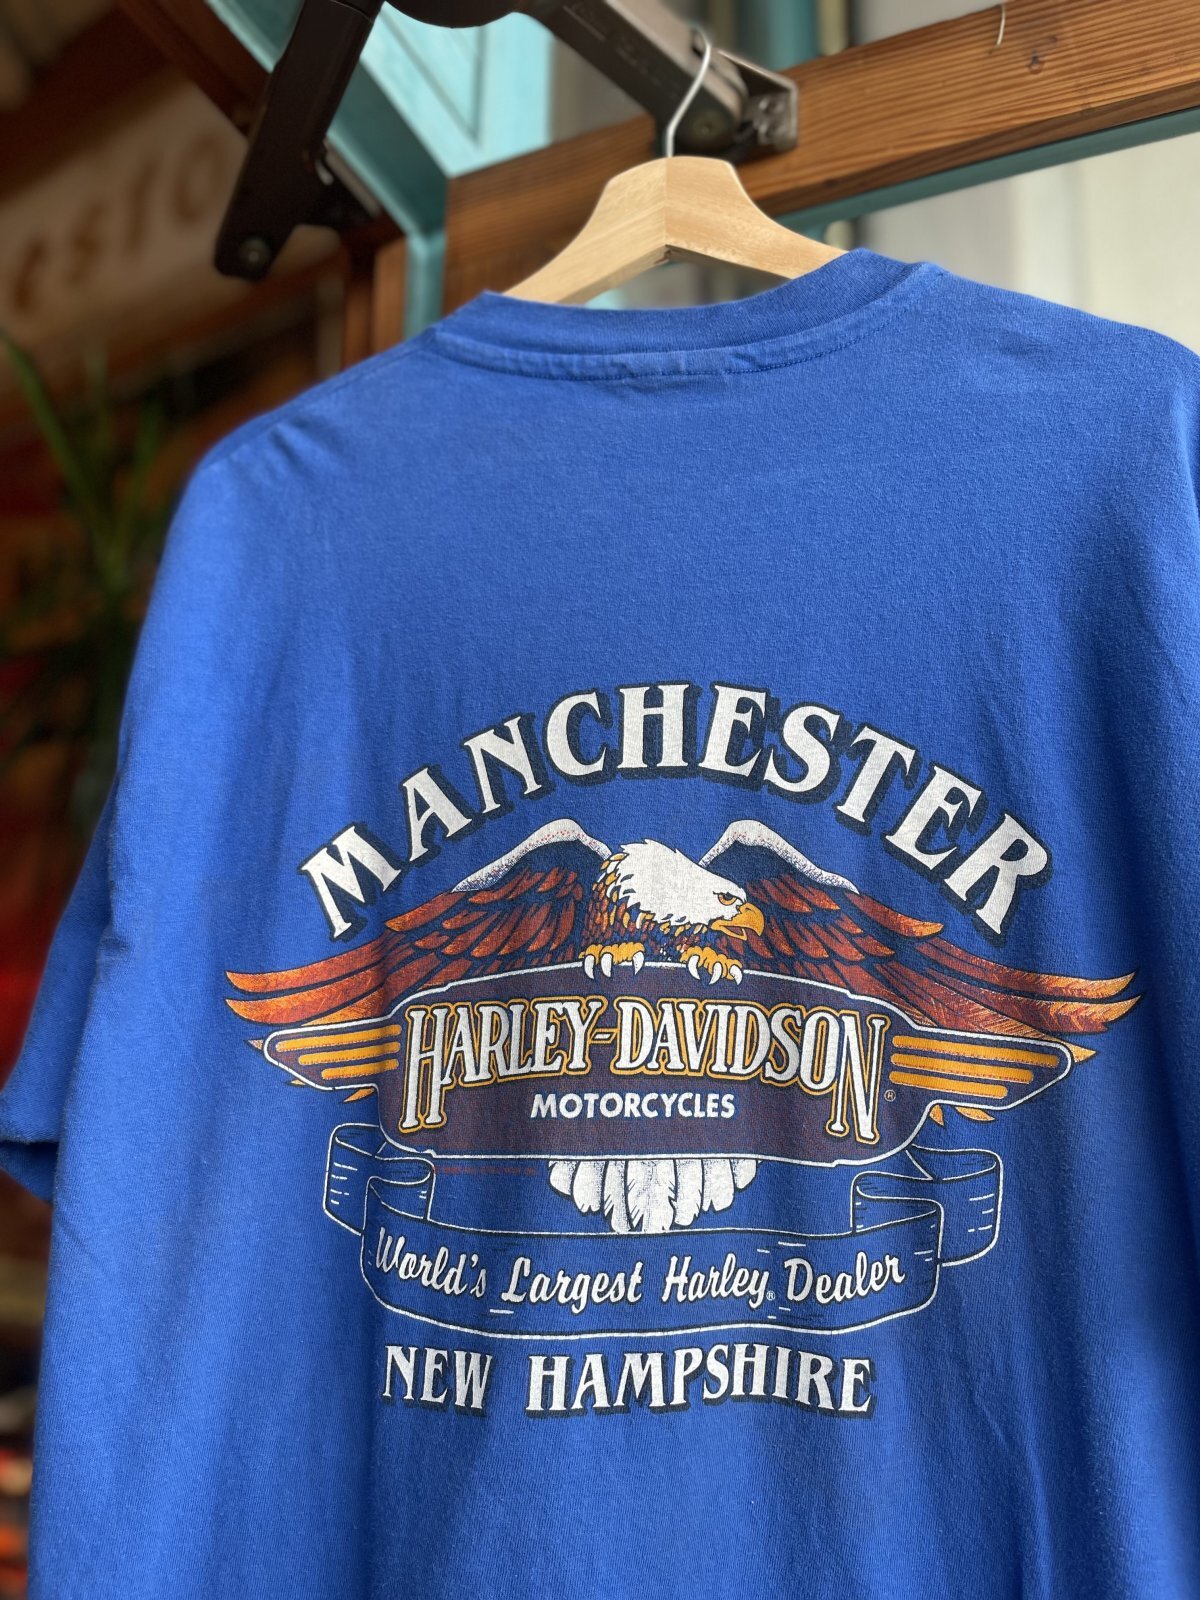 MANCHESTER
HARLEY-DAVIDSON®
MOTORCYCLES
World's Largest Harley® Dealer
NEW HAMPSHIRE